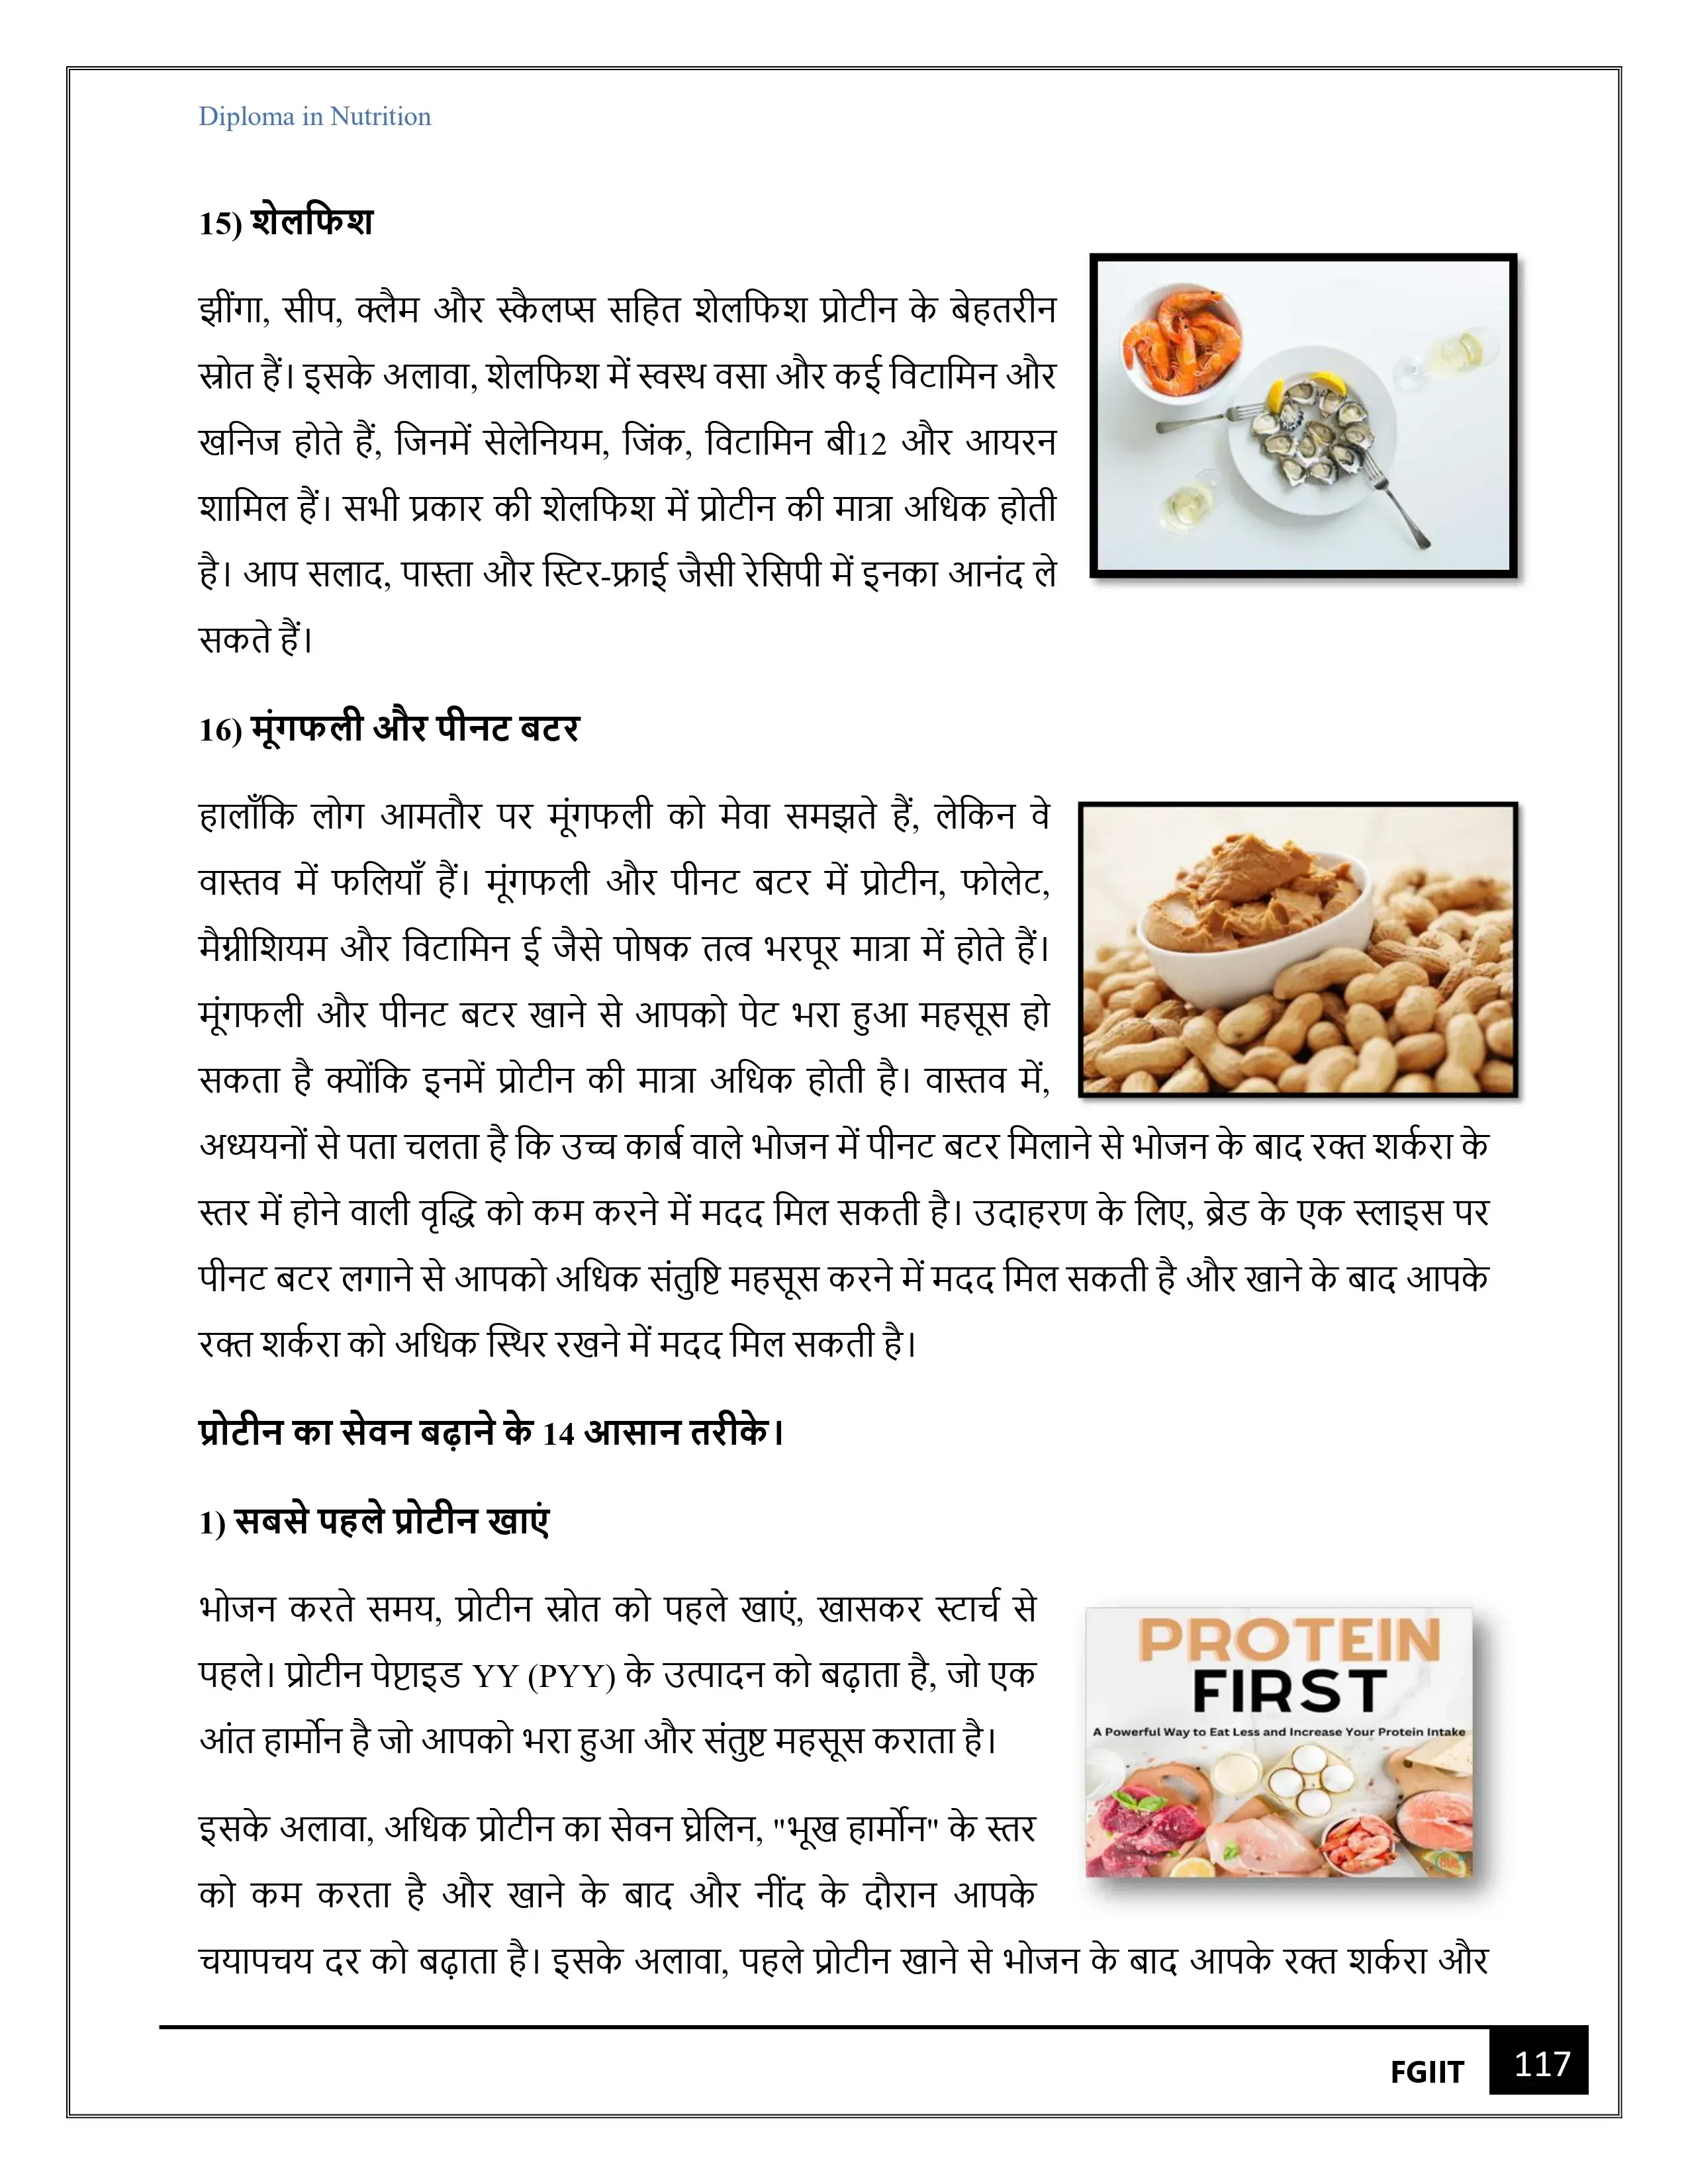 Diploma in Nutrition
15) शेलफिश
झींगा, सीप, क्लैम और स्कैलप्स सहित शेलफिश प्रोटीन के बेहतरीन
स्रोत हैं। इसके अलावा, शेलफिश में स्वस्थ वसा और कई विटामिन और
खनिज होते हैं, जिनमें सेलेनियम, जिंक, विटामिन बी12 और आयरन
शामिल हैं। सभी प्रकार की शेलफिश में प्रोटीन की मात्रा अधिक होती
है। आप सलाद, पास्ता और स्टिर-फ्राई जैसी रेसिपी में इनका आनंद ले
सकते हैं।
16) मूंगफली और पीनट बटर
हालाँकि लोग आमतौर पर मूंगफली को मेवा समझते हैं, लेकिन वे
वास्तव में फलियाँ हैं। मूंगफली और पीनट बटर में प्रोटीन, फोलेट,
मैग्नीशियम और विटामिन ई जैसे पोषक तत्व भरपूर मात्रा में होते हैं।
मूंगफली और पीनट बटर खाने से आपको पेट भरा हुआ महसूस हो
सकता है क्योंकि इनमें प्रोटीन की मात्रा अधिक होती है। वास्तव में,
अध्ययनों से पता चलता है कि उच्च कार्ब वाले भोजन में पीनट बटर मिलाने से भोजन के बाद रक्त शर्करा के
स्तर में होने वाली वृद्धि को कम करने में मदद मिल सकती है। उदाहरण के लिए, ब्रेड के एक स्लाइस पर
पीनट बटर लगाने से आपको अधिक संतुष्टि महसूस करने में मदद मिल सकती है और खाने के बाद आपके
रक्त शर्करा को अधिक स्थिर रखने में मदद मिल सकती है।
प्रोटीन का सेवन बढ़ाने के 14 आसान तरीके।
1) सबसे पहले प्रोटीन खाएं
भोजन करते समय, प्रोटीन स्रोत को पहले खाएं, खासकर स्टार्च से
पहले। प्रोटीन पेप्टाइड YY (PYY) के उत्पादन को बढ़ाता है, जो एक
आंत हार्मोन है जो आपको भरा हुआ और संतुष्ट महसूस कराता है।
PROTEIN
FIRST
A Powerful Way to Eat Less and Increase Your Protein Intake
इसके अलावा, अधिक प्रोटीन का सेवन घ्रेलिन, "भूख हार्मोन" के स्तर
को कम करता है और खाने के बाद और नींद के दौरान आपके
चयापचय दर को बढ़ाता है। इसके अलावा, पहले प्रोटीन खाने से भोजन के बाद आपके रक्त शर्करा और
FGIIT
117